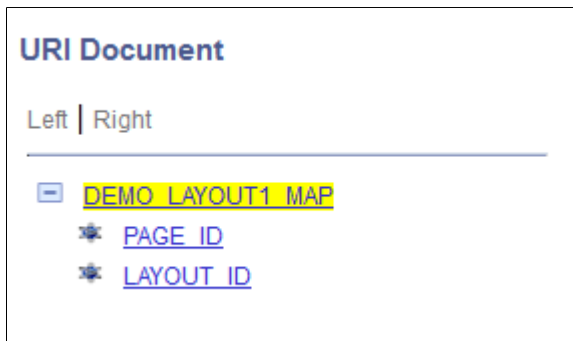 URI Document
Left | Right
DEMO_LAYOUT1_MAP
PAGE_ID
LAYOUT_ID